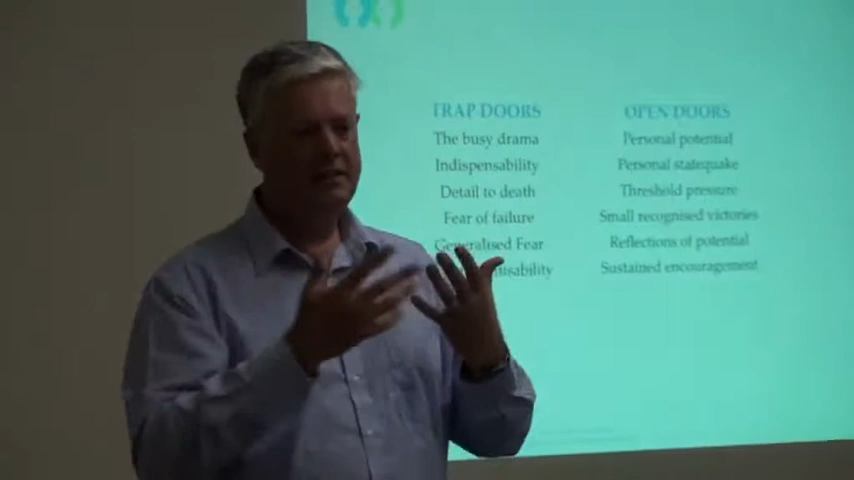 TRAP DOORS
The busy drama
Indispensability
Detail to death
Fear of failure
Generalised Fear
OPEN DOORS
Personal potential
Personal statequake
Threshold pressure
Small recognised victories
Reflections of potential
Sustained encouragement